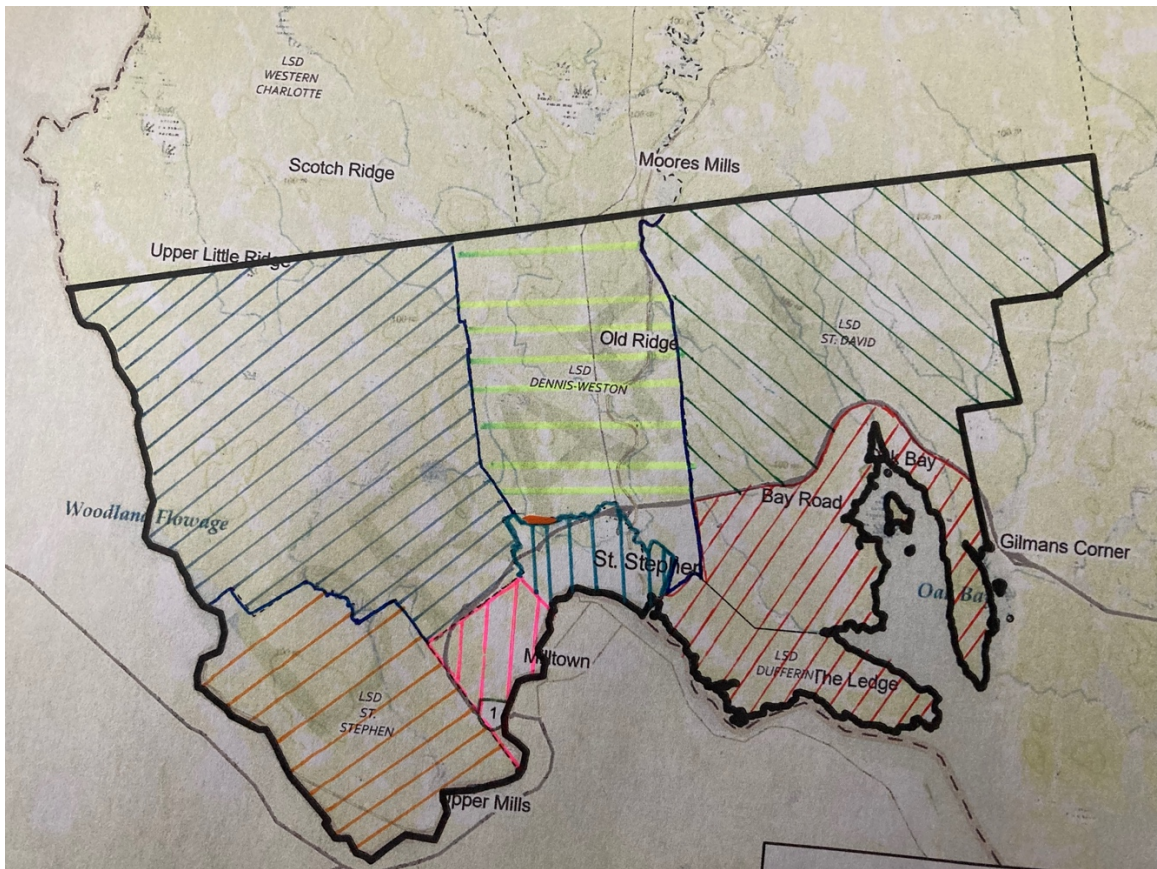 LSD
WESTERN
CHARLOTTE
Scotch Ridge
Moores Mills
Upper Little Ridge
Old Ridge
LSD
ST. DAVID
LSD
DENNIS-WESTON
Oak Bay
Bay Road
Woodland Flowage
Gilmans Corner
St. Stephen
Oak Bay
Milltown
LSD
DUFFERIN
The Ledge
LSD
ST.
STEPHEN
1
Upper Mills